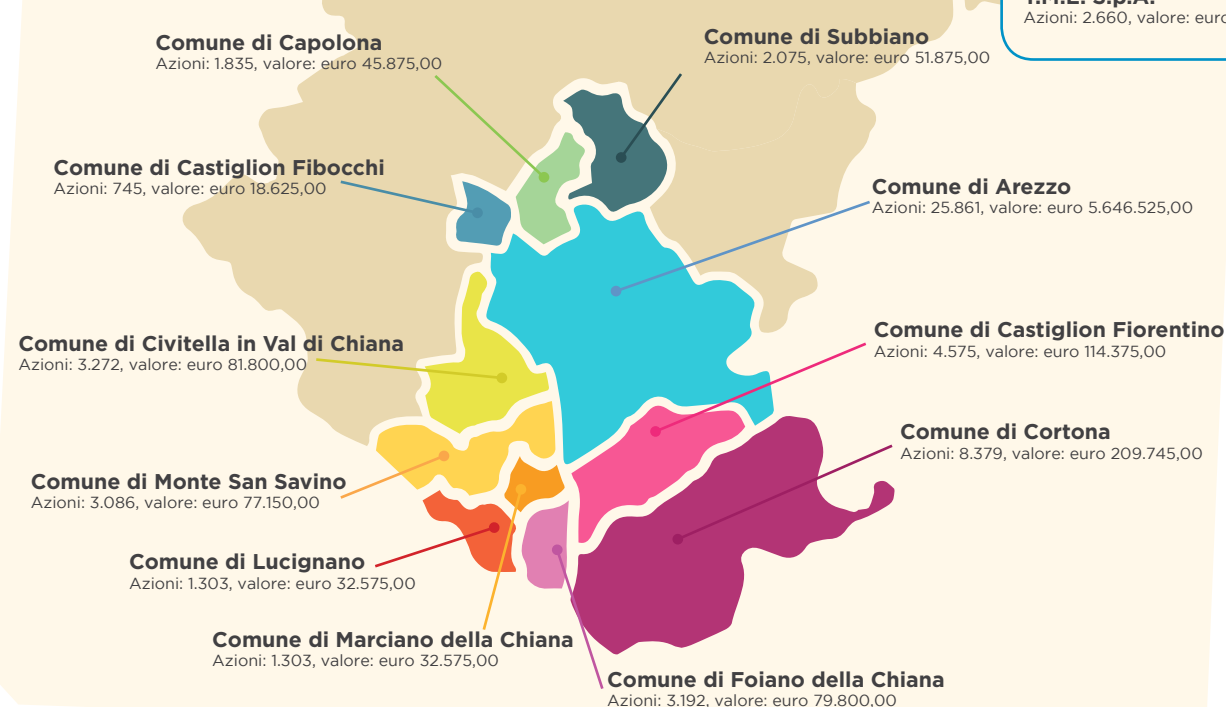 T.M.E. S.p.A.
Azioni: 2.660, valore: euro
Comune di Capolona
Azioni: 1.835, valore: euro 45.875,00
Comune di Subbiano
Azioni: 2.075, valore: euro 51.875,00
Comune di Castiglion Fibocchi
Azioni: 745, valore: euro 18.625,00
Comune di Arezzo
Azioni: 25.861, valore: euro 5.646.525,00
Comune di Civitella in Val di Chiana
Azioni: 3.272, valore: euro 81.800,00
Comune di Castiglion Fiorentino
Azioni: 4.575, valore: euro 114.375,00
Comune di Cortona
Azioni: 8.379, valore: euro 209.745,00
Comune di Monte San Savino
Azioni: 3.086, valore: euro 77.150,00
Comune di Lucignano
Azioni: 1.303, valore: euro 32.575,00
Comune di Marciano della Chiana
Azioni: 1.303, valore: euro 32.575,00
Comune di Foiano della Chiana
Azioni: 3.192, valore: euro 79.800,00